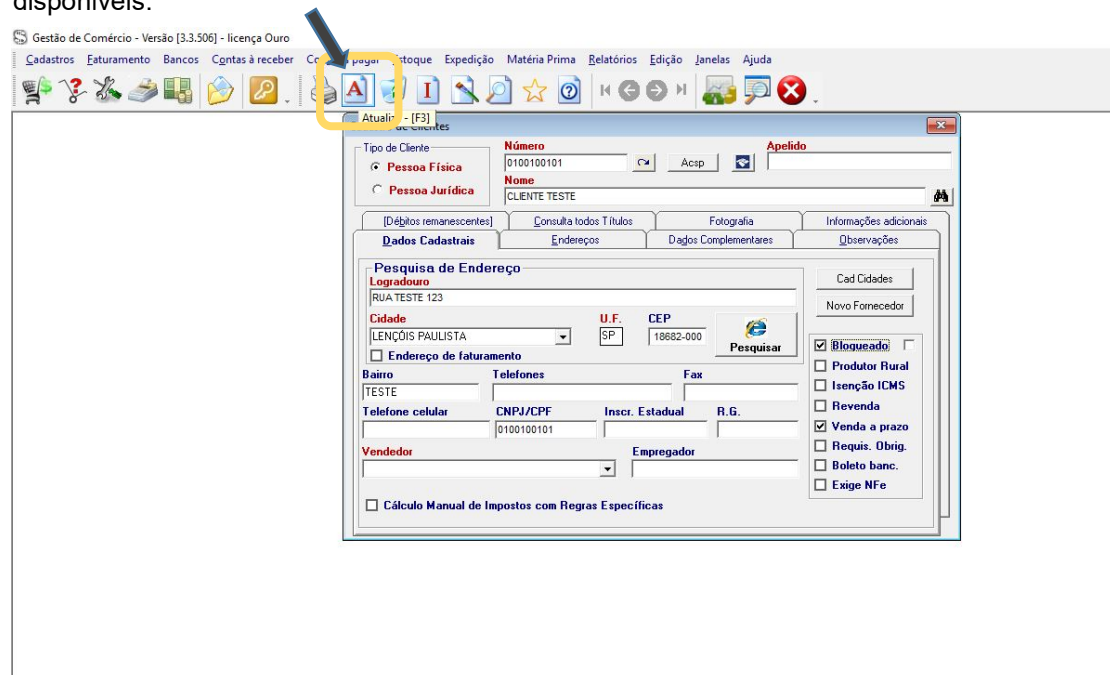 disponíveis.
Gestão de Comércio - Versão [3.3.506] - licença Ouro
Cadastros Faturamento Bancos Contas à receber pagar Expedição Matéria Prima Relatórios Edição Janelas Ajuda
A I
Atualizar - [F3]
de Clientes
Tipo de Cliente Número Apelido
Pessoa Física 0100100101 Acsp
Pessoa Jurídica Nome
CLIENTE TESTE
[Débitos remanescentes] Consulta todos Títulos Fotografia Informações adicionais
Dados Cadastrais Endereços Dados Complementares Observações
Pesquisa de Endereço Cad Cidades
Logradouro
RUA TESTE 123 Novo Fornecedor
Cidade U.F. CEP
LENÇÓIS PAULISTA SP 18682-000 Pesquisar
Endereço de faturamento
Bloqueado
Bairro Telefones Fax Produtor Rural
TESTE Isenção ICMS
Telefone celular CNPJ/CPF Inscr. Estadual R.G. Revenda
0100100101 Venda a prazo
Vendedor Empregador Requis. Obrig.
Boleto banc.
Exige NFe
Cálculo Manual de Impostos com Regras Específicas